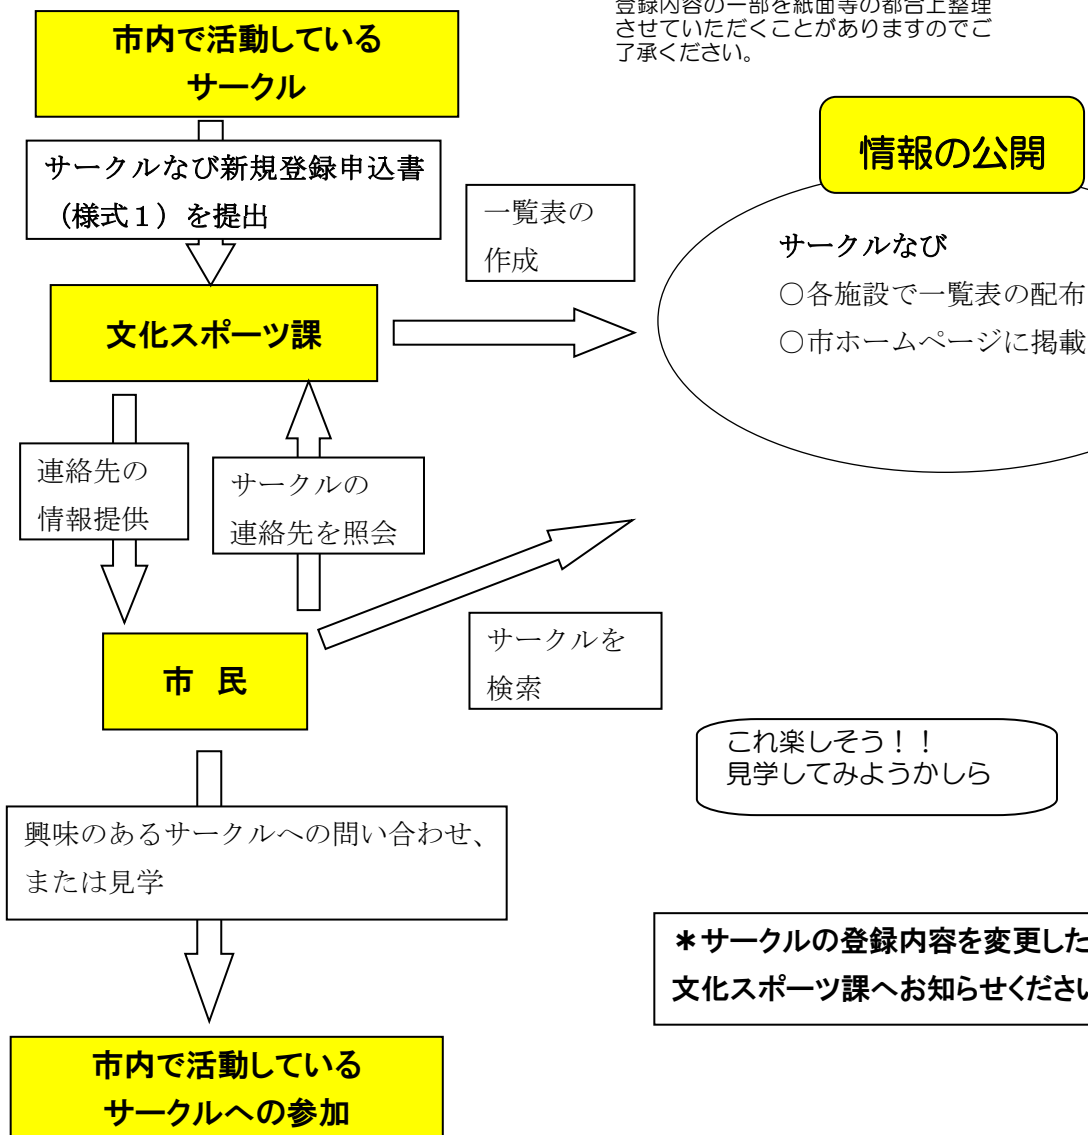 登録内容の一部を紙面等の都合上整理
させていただくことがありますのでご
了承ください。
市内で活動している
サークル
情報の公開
サークルなび新規登録申込書
（様式１）を提出
一覧表の
作成
サークルなび
○各施設で一覧表の配布
○市ホームページに掲載
文化スポーツ課
連絡先の
情報提供
サークルの
連絡先を照会
サークルを
検索
市 民
これ楽しそう！！
見学してみようかしら
興味のあるサークルへの問い合わせ、
または見学
＊サークルの登録内容を変更した
文化スポーツ課へお知らせくださ
市内で活動している
サークルへの参加